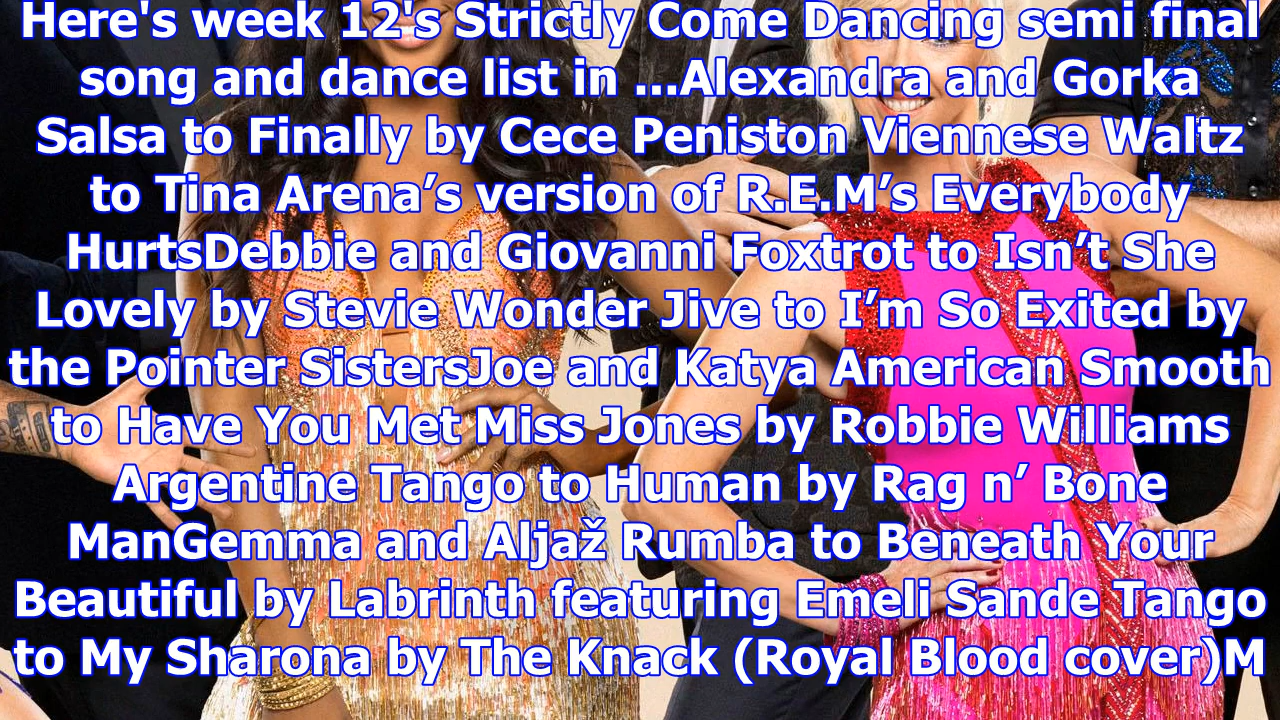 Here's week 12's Strictly Come Dancing semi final
song and dance list in ...Alexandra and Gorka
Salsa to Finally by Cece Peniston Viennese Waltz
to Tina Arena’s version of R.E.M’s Everybody
HurtsDebbie and Giovanni Foxtrot to Isn’t She
Lovely by Stevie Wonder Jive to I’m So Exited by
the Pointer SistersJoe and Katya American Smooth
to Have You Met Miss Jones by Robbie Williams
Argentine Tango to Human by Rag n’ Bone
ManGemma and Aljaž Rumba to Beneath Your
Beautiful by Labrinth featuring Emeli Sande Tango
to My Sharona by The Knack (Royal Blood cover)M